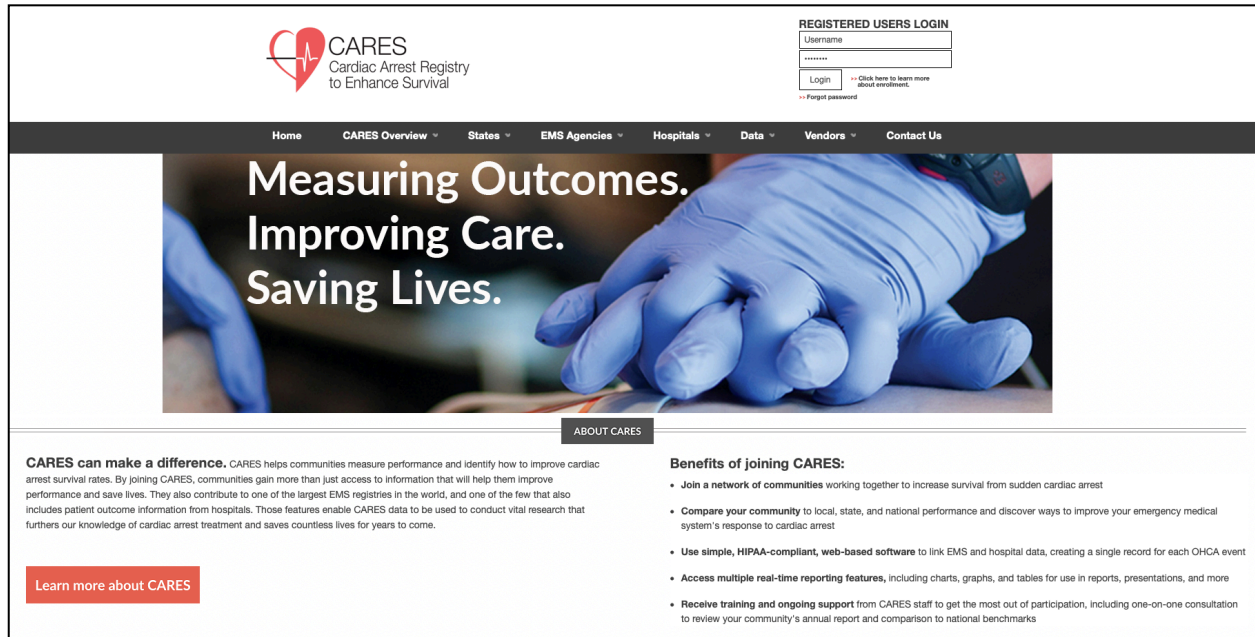 CARES
Cardiac Arrest Registry
to Enhance Survival
REGISTERED USERS LOGIN
Username
••••••••
Login
>> Click here to learn more
about enrollment.
>> Forgot password
Home CARES Overview States EMS Agencies Hospitals Data Vendors Contact Us
Measuring Outcomes.
Improving Care.
Saving Lives.
ABOUT CARES
CARES can make a difference. CARES helps communities measure performance and identify how to improve cardiac
arrest survival rates. By joining CARES, communities gain more than just access to information that will help them improve
performance and save lives. They also contribute to one of the largest EMS registries in the world, and one of the few that also
includes patient outcome information from hospitals. Those features enable CARES data to be used to conduct vital research that
furthers our knowledge of cardiac arrest treatment and saves countless lives for years to come.
Learn more about CARES
Benefits of joining CARES:
• Join a network of communities working together to increase survival from sudden cardiac arrest
• Compare your community to local, state, and national performance and discover ways to improve your emergency medical
system's response to cardiac arrest
• Use simple, HIPAA-compliant, web-based software to link EMS and hospital data, creating a single record for each OHCA event
• Access multiple real-time reporting features, including charts, graphs, and tables for use in reports, presentations, and more
• Receive training and ongoing support from CARES staff to get the most out of participation, including one-on-one consultation
to review your community's annual report and comparison to national benchmarks